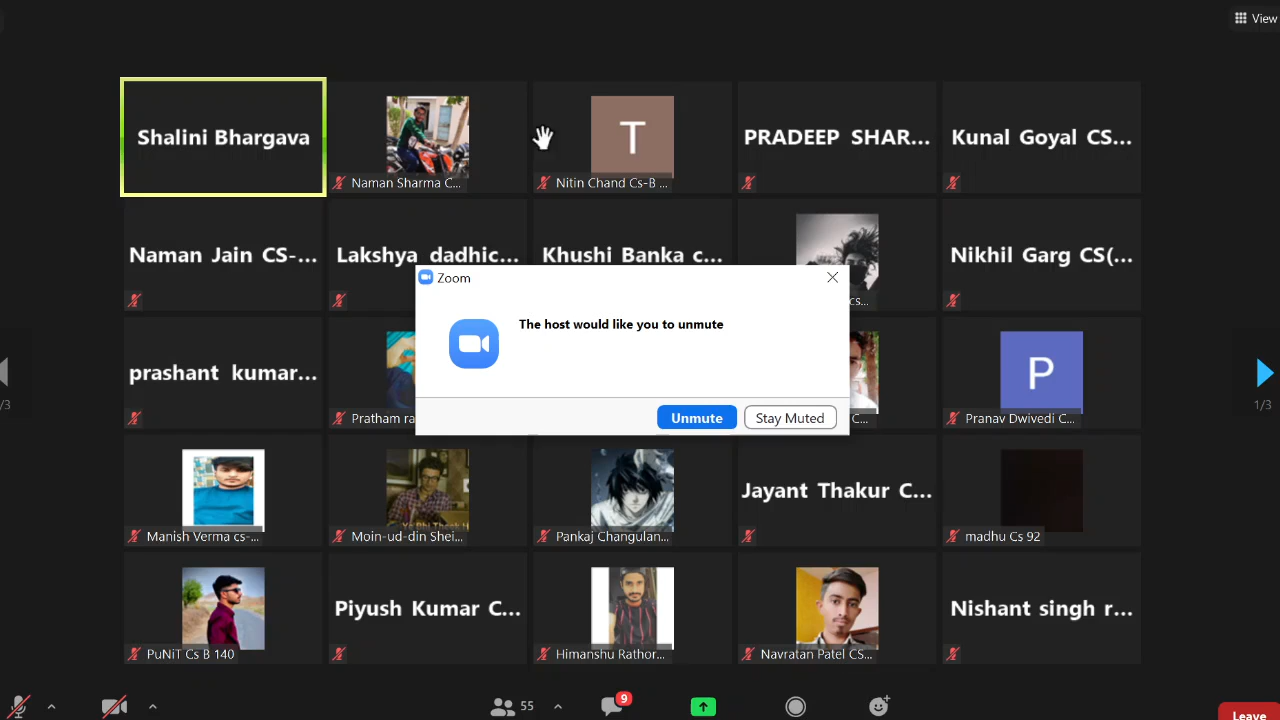 View
Shalini Bhargava
Naman Sharma C...
T
Nitin Chand Cs-B ...
PRADEEP SHAR...
Kunal Goyal CS...
Naman Jain CS-...
Lakshya dadhic...
Khushi Banka c...
cs...
Nikhil Garg CS(...
Zoom
The host would like you to unmute
Unmute
Stay Muted
prashant kumar...
Pratham ra
C...
P
Pranav Dwivedi C...
/3
1/3
Manish Verma cs-...
Moin-ud-din Shei...
Pankaj Changulan...
Jayant Thakur C...
madhu Cs 92
PuNiT Cs B 140
Piyush Kumar C...
Himanshu Rathor...
Navratan Patel CS...
Nishant singh r...
55
9
Leave